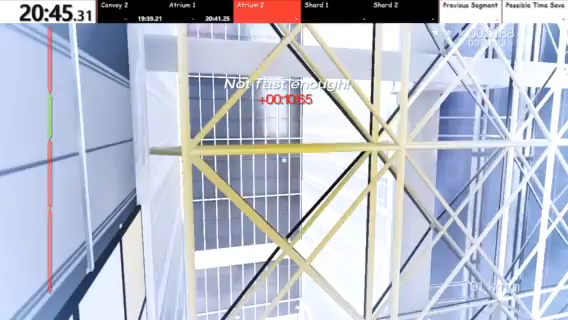 20:45.31
Convoy 2
Atrium 1
Atrium 2
Shard 1
Shard 2
Previous Segment
Possible Time Save
-
19:39.21
20:41.25
-
-
-
-
-
Not fast enough!
+00:10:65